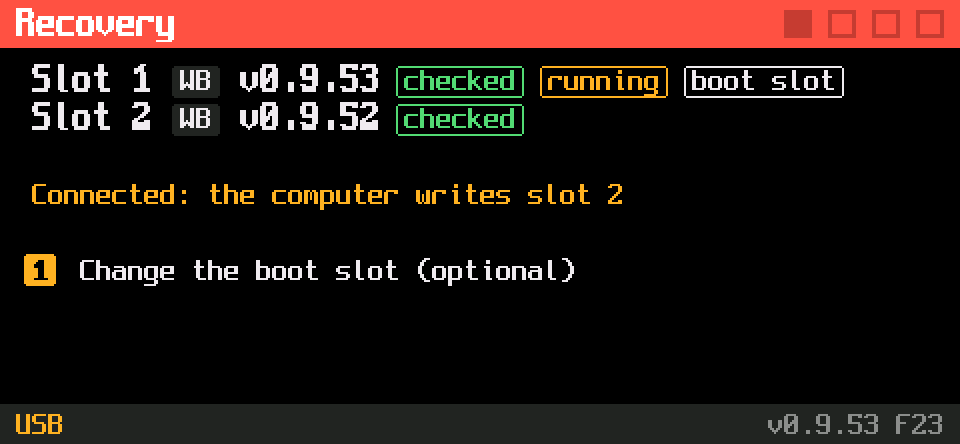 Recovery
Slot 1 WB v0.9.53 checked running boot slot
Slot 2 WB v0.9.52 checked
Connected: the computer writes slot 2
1 Change the boot slot (optional)
USB v0.9.53 F23